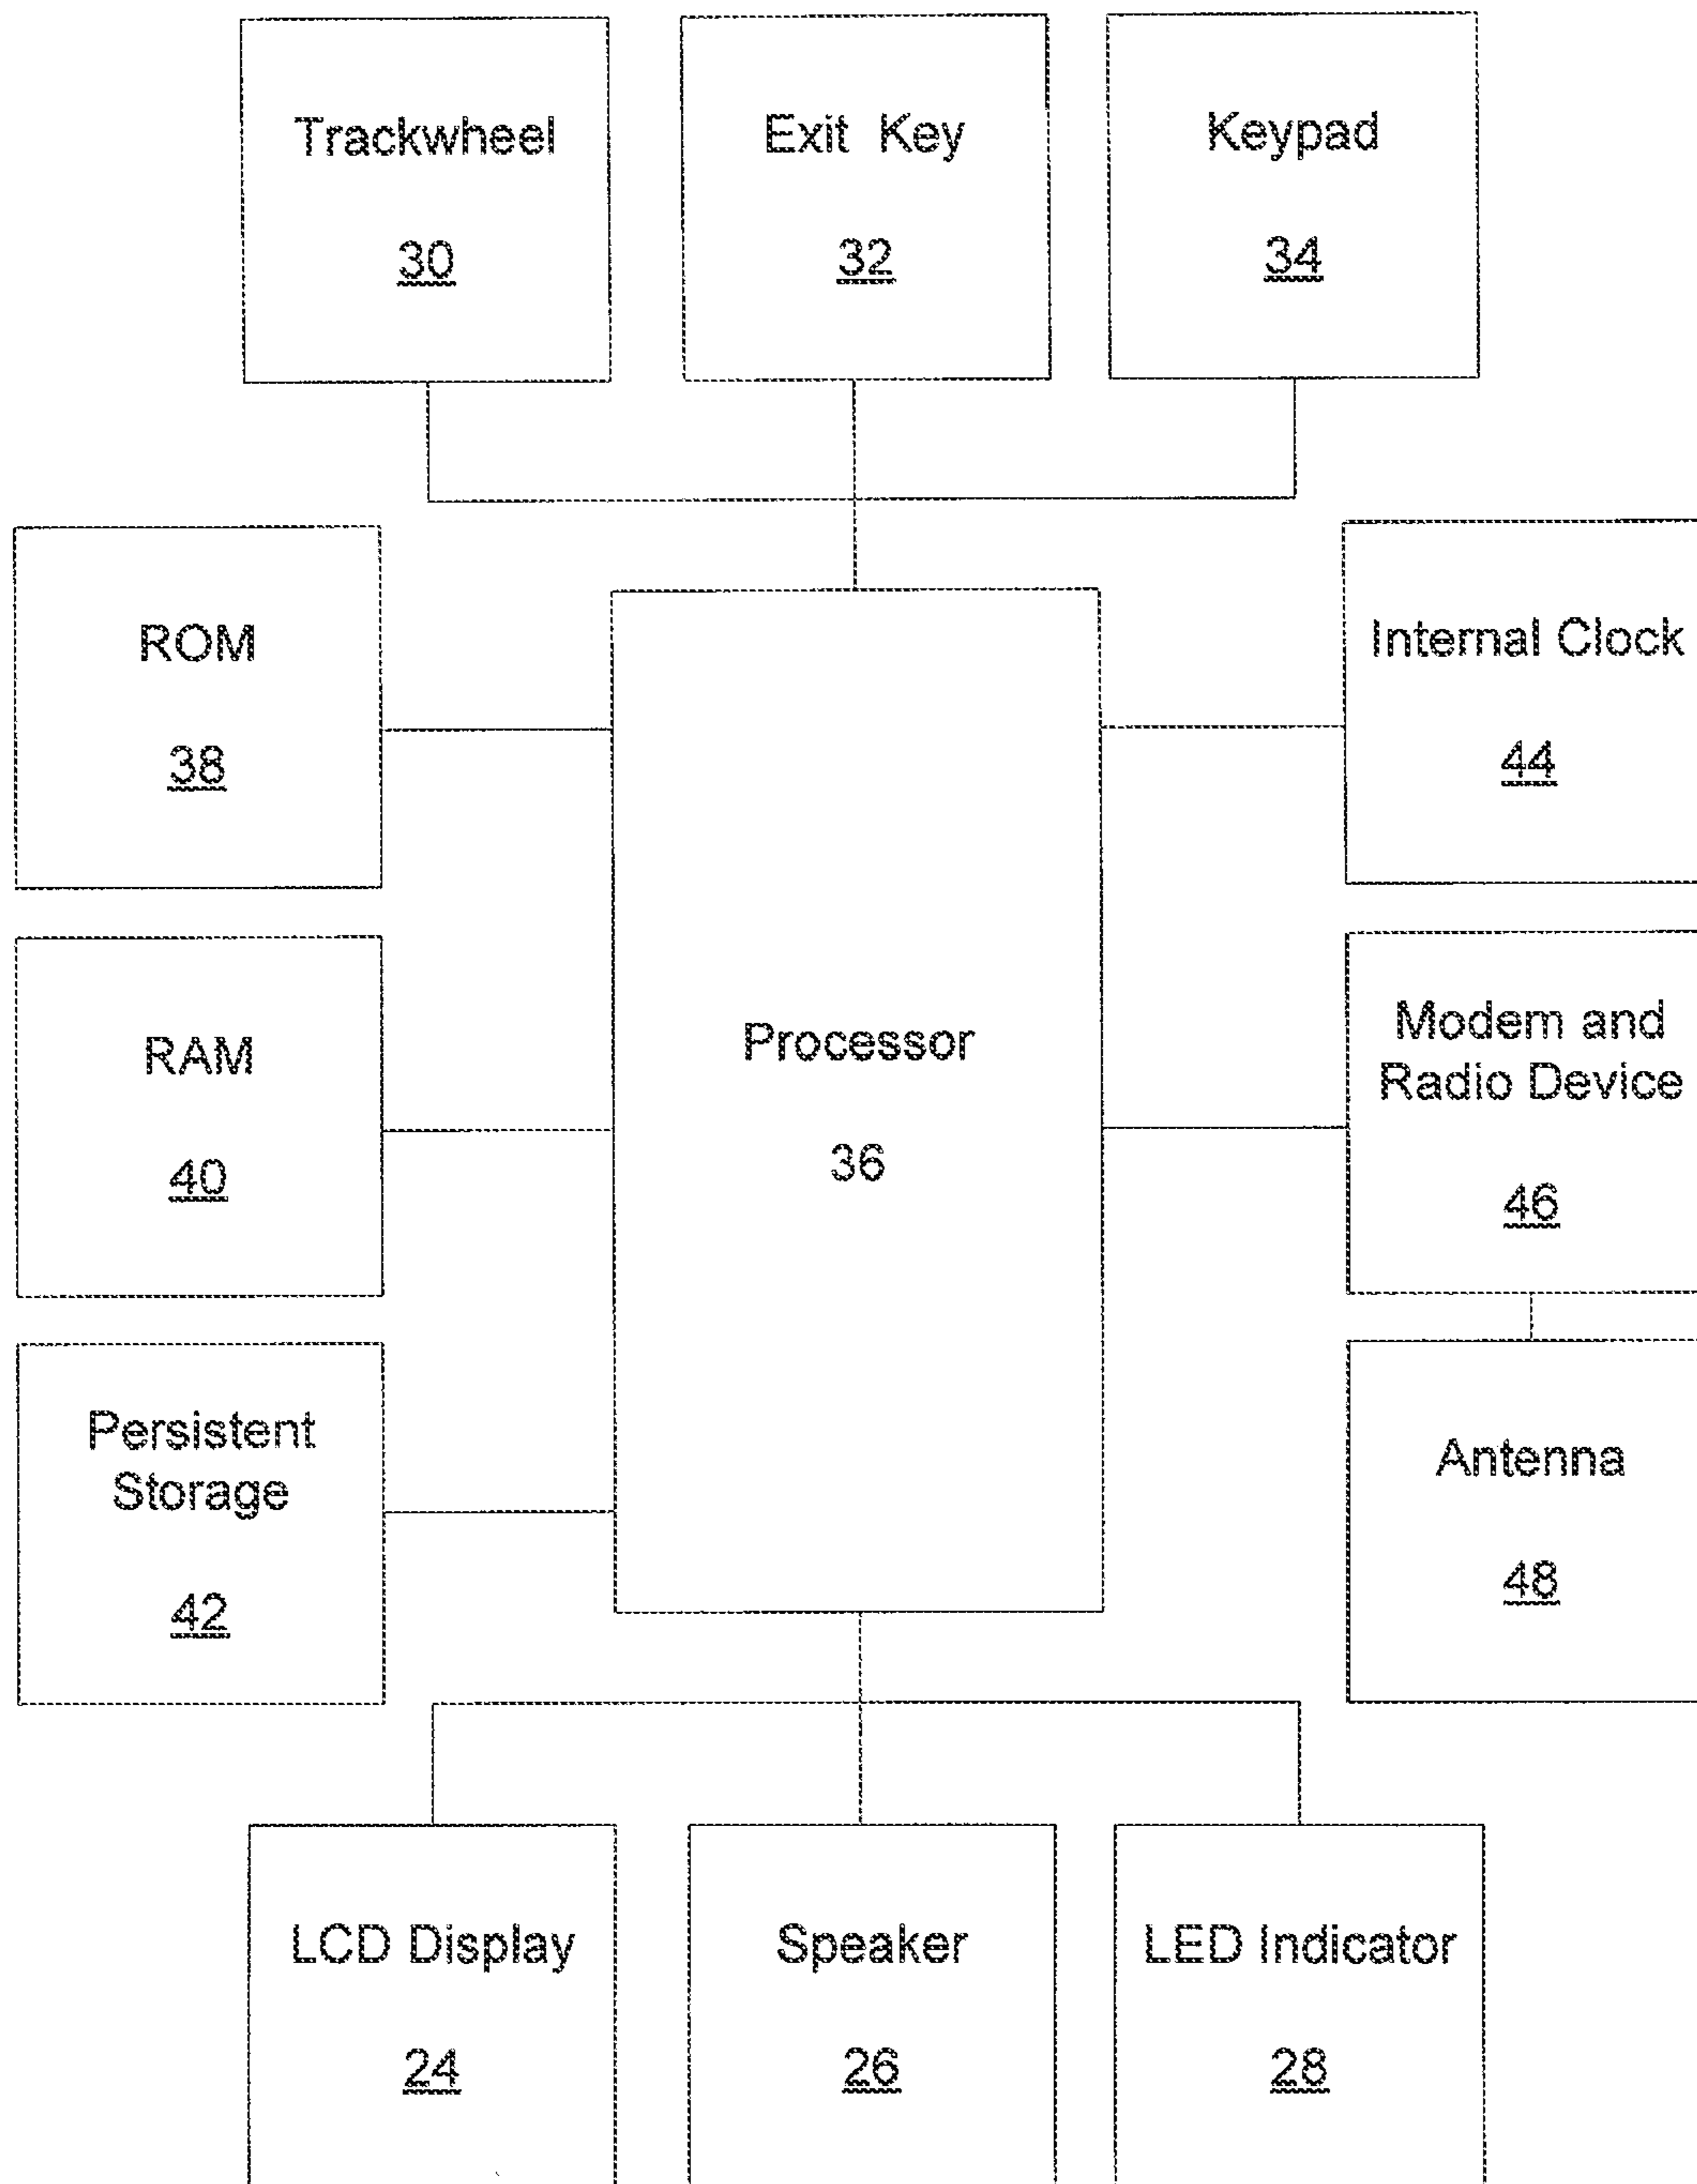 Trackwheel
30
Exit Key
32
Keypad
34
ROM
38
Internal Clock
44
RAM
40
Processor
36
Modem and
Radio Device
46
Persistent
Storage
42
Antenna
48
LCD Display
24
Speaker
26
LED Indicator
28